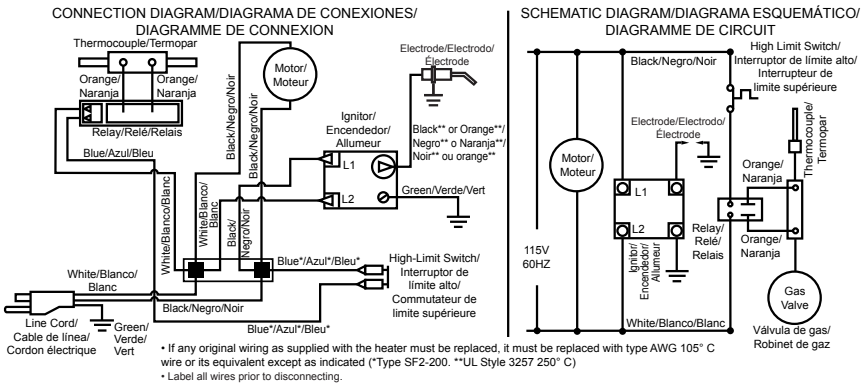 CONNECTION DIAGRAM/DIAGRAMA DE CONEXIONES/
DIAGRAMME DE CONNEXION
Thermocouple/Termopar
Orange/
Naranja
Orange/
Naranja
Relay/Relé/Relais
Blue/Azul/Bleu
White/Blanco/Blanc
White/Blanco/
Blanc
Black/Negro/Noir
Black/Negro/Noir
Black/
Negro/Noir
Motor/
Moteur
Electrode/Electrodo/
Électrode
Ignitor/
Encendedor/
Allumeur
L1
L2
Black** or Orange**/
Negro** o Naranja**/
Noir** ou orange**
Green/Verde/Vert
Blue*/Azul*/Bleu*
High-Limit Switch/
Interruptor de
límite alto/
Commutateur de
limite supérieure
Blue*/Azul*/Bleu*
White/Blanco/
Blanc
Black/Negro/Noir
Line Cord/
Cable de línea/
Cordon électrique
Green/
Verde/
Vert
SCHEMATIC DIAGRAM/DIAGRAMA ESQUEMÁTICO/
DIAGRAMME DE CIRCUIT
Black/Negro/Noir
High Limit Switch/
Interruptor de límite alto/
Interrupteur de
limite supérieure
Electrode/Electrodo/
Électrode
Thermocouple/
Termopar
Motor/
Moteur
L1
L2
Orange/
Naranja
Relay/
Relé/
Relais
Orange/
Naranja
115V
60HZ
Ignitor/
Encendedor/
Allumeur
Gas
Valve
White/Blanco/Blanc
Válvula de gas/
Robinet de gaz
• If any original wiring as supplied with the heater must be replaced, it must be replaced with type AWG 105° C
wire or its equivalent except as indicated (*Type SF2-200. **UL Style 3257 250° C)
• Label all wires prior to disconnecting.